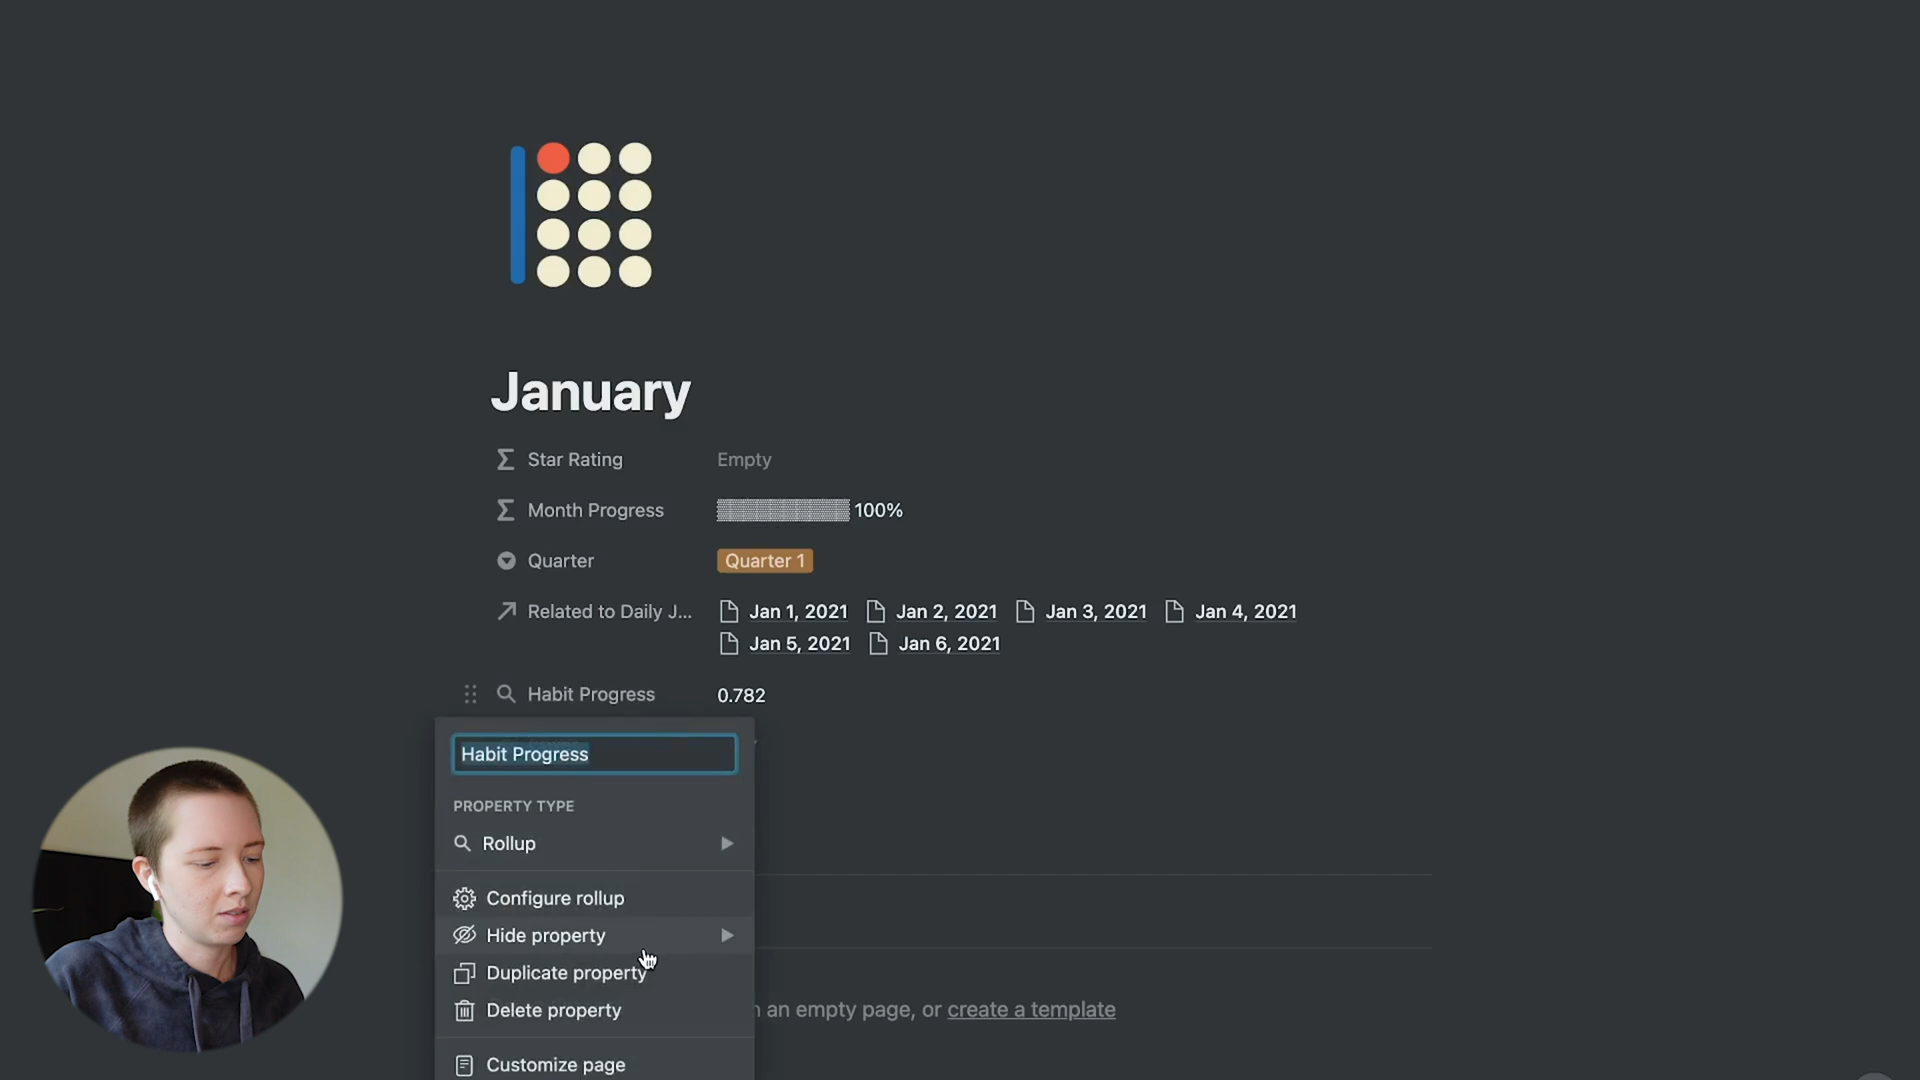 January
Star Rating Empty
Month Progress 100%
Quarter Quarter 1
Related to Daily J... Jan 1, 2021 Jan 2, 2021 Jan 3, 2021 Jan 4, 2021
Jan 5, 2021 Jan 6, 2021
Habit Progress 0.782
Habit Progress
PROPERTY TYPE
Rollup
Configure rollup
Hide property
Duplicate property
Delete property
an empty page, or create a template
Customize page